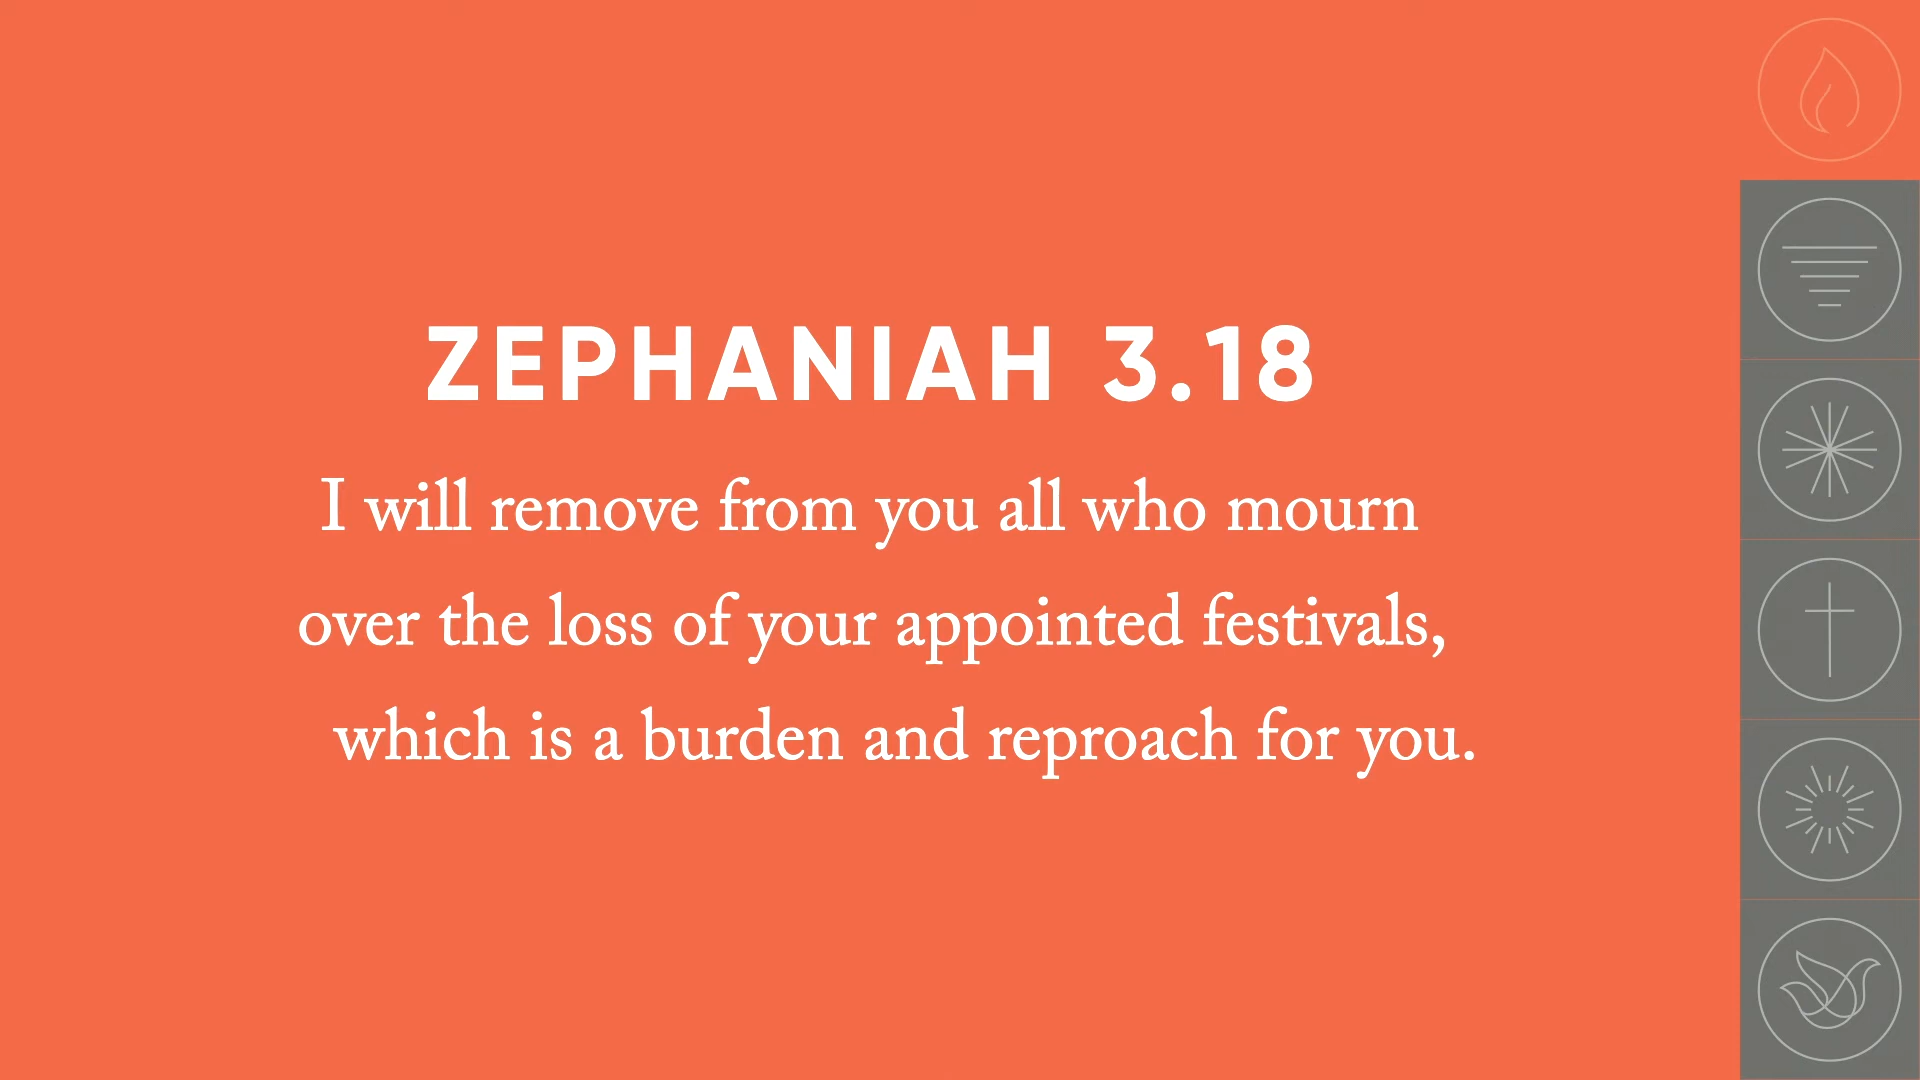 ZEPHANIAH 3.18
I will remove from you all who mourn
over the loss of your appointed festivals,
which is a burden and reproach for you.